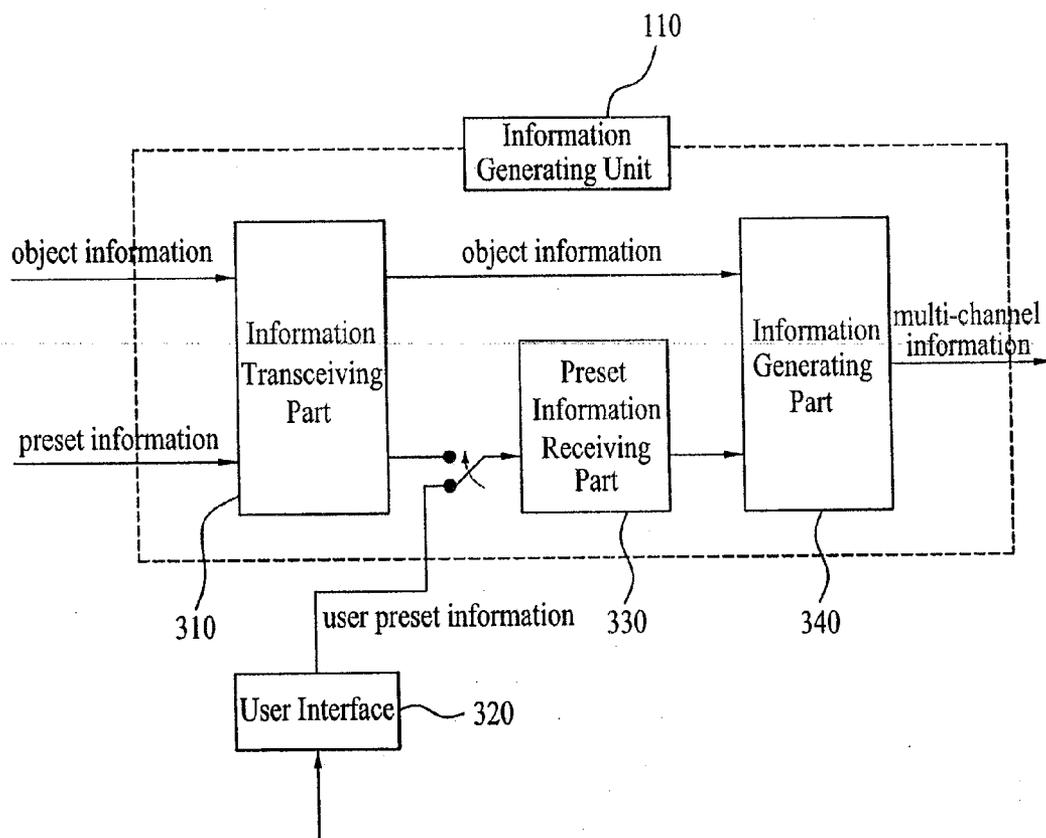 110
Information
Generating Unit
object information
object information
Information
Transceiving
Part
Preset
Information
Receiving
Part
Information
Generating
Part
multi-channel
information
preset information
310
user preset information
330
340
User Interface
320